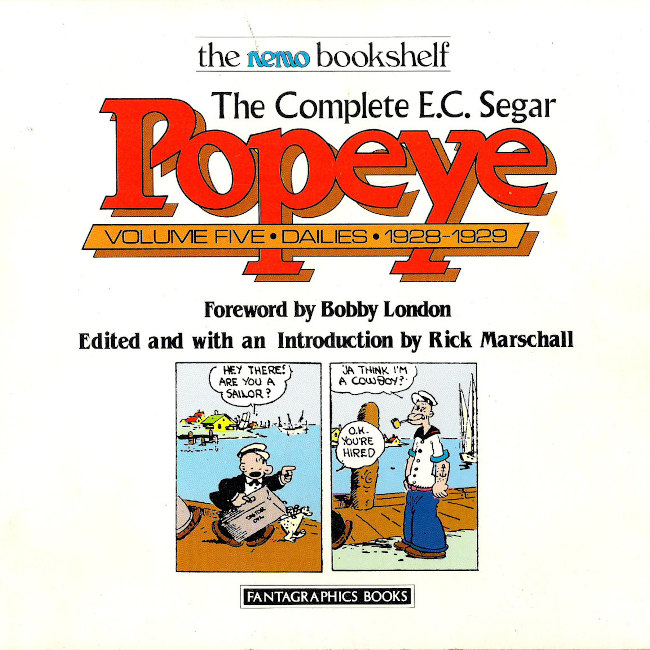 the nemo bookshelf
The Complete E.C. Segar
Popeye
VOLUME FIVE • DAILIES • 1928-1929
Foreword by Bobby London
Edited and with an Introduction by Rick Marschall
HEY THERE!
ARE YOU A
SAILOR?
'JA THINK I'M
A COWBOY?
O.K.
YOU'RE
HIRED
FANTAGRAPHICS BOOKS